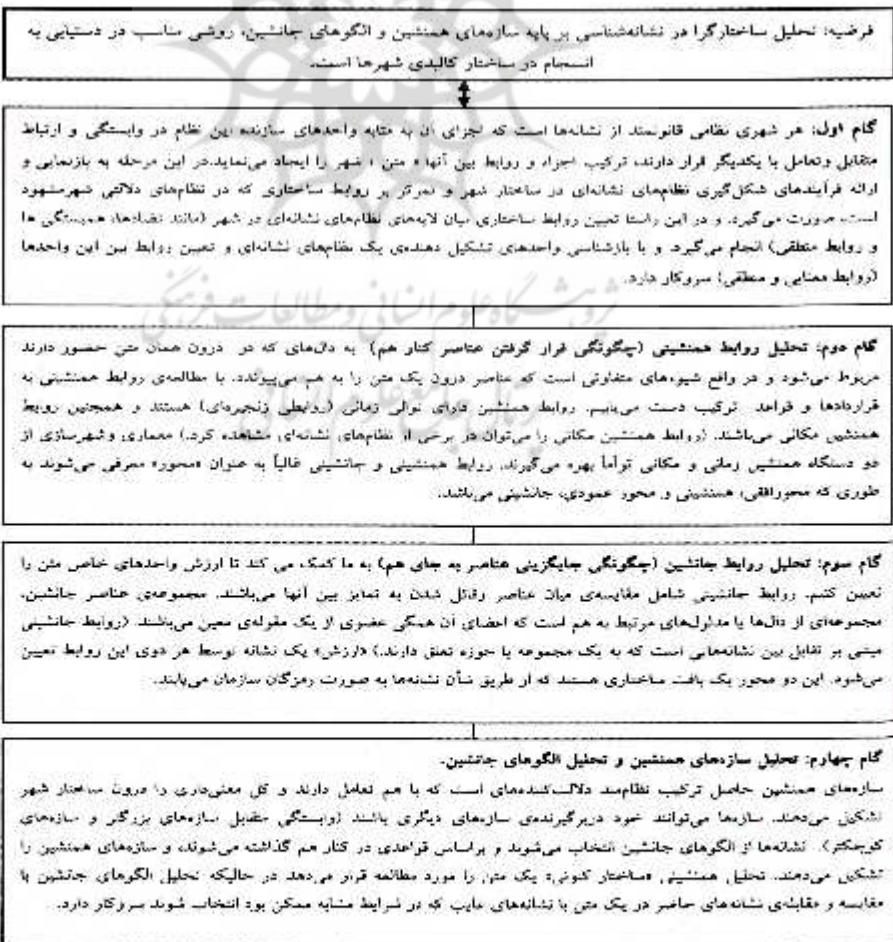 فرضیه: تحلیل ساختارگرا در نشانه‌شناسی بر پایه سازه‌های همنشین و الگوهای جانشین، روشی مناسب در دستیابی به
انسجام در ساختار کالبدی شهرها است.
گام اول: هر شهری نظامی قانونمند از نشانه‌ها است که اجزای آن به مثابه واحدهای سازنده این نظام در وابستگی و ارتباط
متقابل وتعامل با یکدیگر قرار دارند، ترکیب اجزاء و روابط بین آنها، متن شهر را ایجاد می‌نماید.در این مرحله به بازنمایی و
ارائه فرآیندهای شکل‌گیری نظام‌های نشانه‌ای در ساختار شهر و تمرکز بر روابط ساختاری که در نظام‌های دلالتی شهرمشهود
است، صورت می‌گیرد. و در این راستا تعیین روابط ساختاری میان لایه‌های نظام‌های نشانه‌ای در شهر (مانند تضادها، همبستگی ها
و روابط منطقی) انجام می‌گیرد. و با بازشناسی واحدهای تشکیل دهنده‌ی یک نظام‌های نشانه‌ای و تعیین روابط بین این واحدها
(روابط معنایی و منطقی) سروکار دارد.
پژوهشگاه علوم انسانی و مطالعات فرهنگی
گام دوم: تحلیل روابط همنشینی (چگونگی قرار گرفتن عناصر کنار هم) به دال‌های که در درون همان متن حضور دارند
مربوط می‌شود و در واقع شیوه‌های متفاوتی است که عناصر درون یک متن را به هم می‌پیوندد. با مطالعه‌ی روابط همنشینی به
قراردادها و قواعد ترکیب دست می‌یابیم. روابط همنشین دارای توالی زمانی (روابطی زنجیره‌ای) هستند و همچنین روابط
همنشین مکانی می‌باشند. (روابط همنشین مکانی را می‌توان در برخی از نظام‌های نشانه‌ای مشاهده کرد.) معماری وشهرسازی از
دو دستگاه همنشین زمانی و مکانی توأماً بهره می‌گیرند. روابط همنشینی و جانشینی غالباً به عنوان «محور» معرفی می‌شوند به
طوری که محورافقی، همنشینی و محور عمودی، جانشینی می‌باشد.
پرتال جامع علوم انسانی
گام سوم: تحلیل روابط جانشین (چگونگی جایگزینی عناصر به جای هم) به ما کمک می کند تا ارزش واحدهای خاص متن را
تعیین کنیم. روابط جانشینی شامل مقایسه‌ی میان عناصر وقائل شدن به تمایز بین آنها می‌باشند. مجموعه‌ی عناصر جانشین،
مجموعه‌ای از دال‌ها یا مدلول‌های مرتبط به هم است که اعضای آن همگی عضوی از یک مقوله‌ی معین می‌باشند. (روابط جانشینی
مبتنی بر تقابل بین نشانه‌هایی است که به یک مجموعه یا حوزه تعلق دارند.) «ارزش» یک نشانه توسط هر دوی این روابط تعیین
می‌شود. این دو محور یک بافت ساختاری هستند که از طریق شأن نشانه‌ها به صورت رمزگان سازمان می‌یابند.
گام چهارم: تحلیل سازه‌های همنشین و تحلیل الگوهای جانشین.
سازه‌های همنشین حاصل ترکیب نظام‌مند دلالت‌کننده‌های است که با هم تعامل دارند و کل معنی‌داری را درون ساختار شهر
تشکیل می‌دهند. سازه‌ها می‌توانند خود دربرگیرنده‌ی سازه‌های دیگری باشند (وابستگی متقابل سازه‌های بزرگتر و سازه‌های
کوچکتر). نشانه‌ها از الگوهای جانشین انتخاب می‌شوند و براساس قواعدی در کنار هم گذاشته می‌شوند، و سازه‌های همنشین را
تشکیل می‌دهند. تحلیل همنشینی «ساختار کنونی» یک متن را مورد مطالعه قرار می‌دهد در حالیکه تحلیل الگوهای جانشین با
مقایسه و مقابله‌ی نشانه‌های حاضر در یک متن با نشانه‌های غایب که در شرایط مشابه ممکن بود انتخاب شوند سروکار دارد.